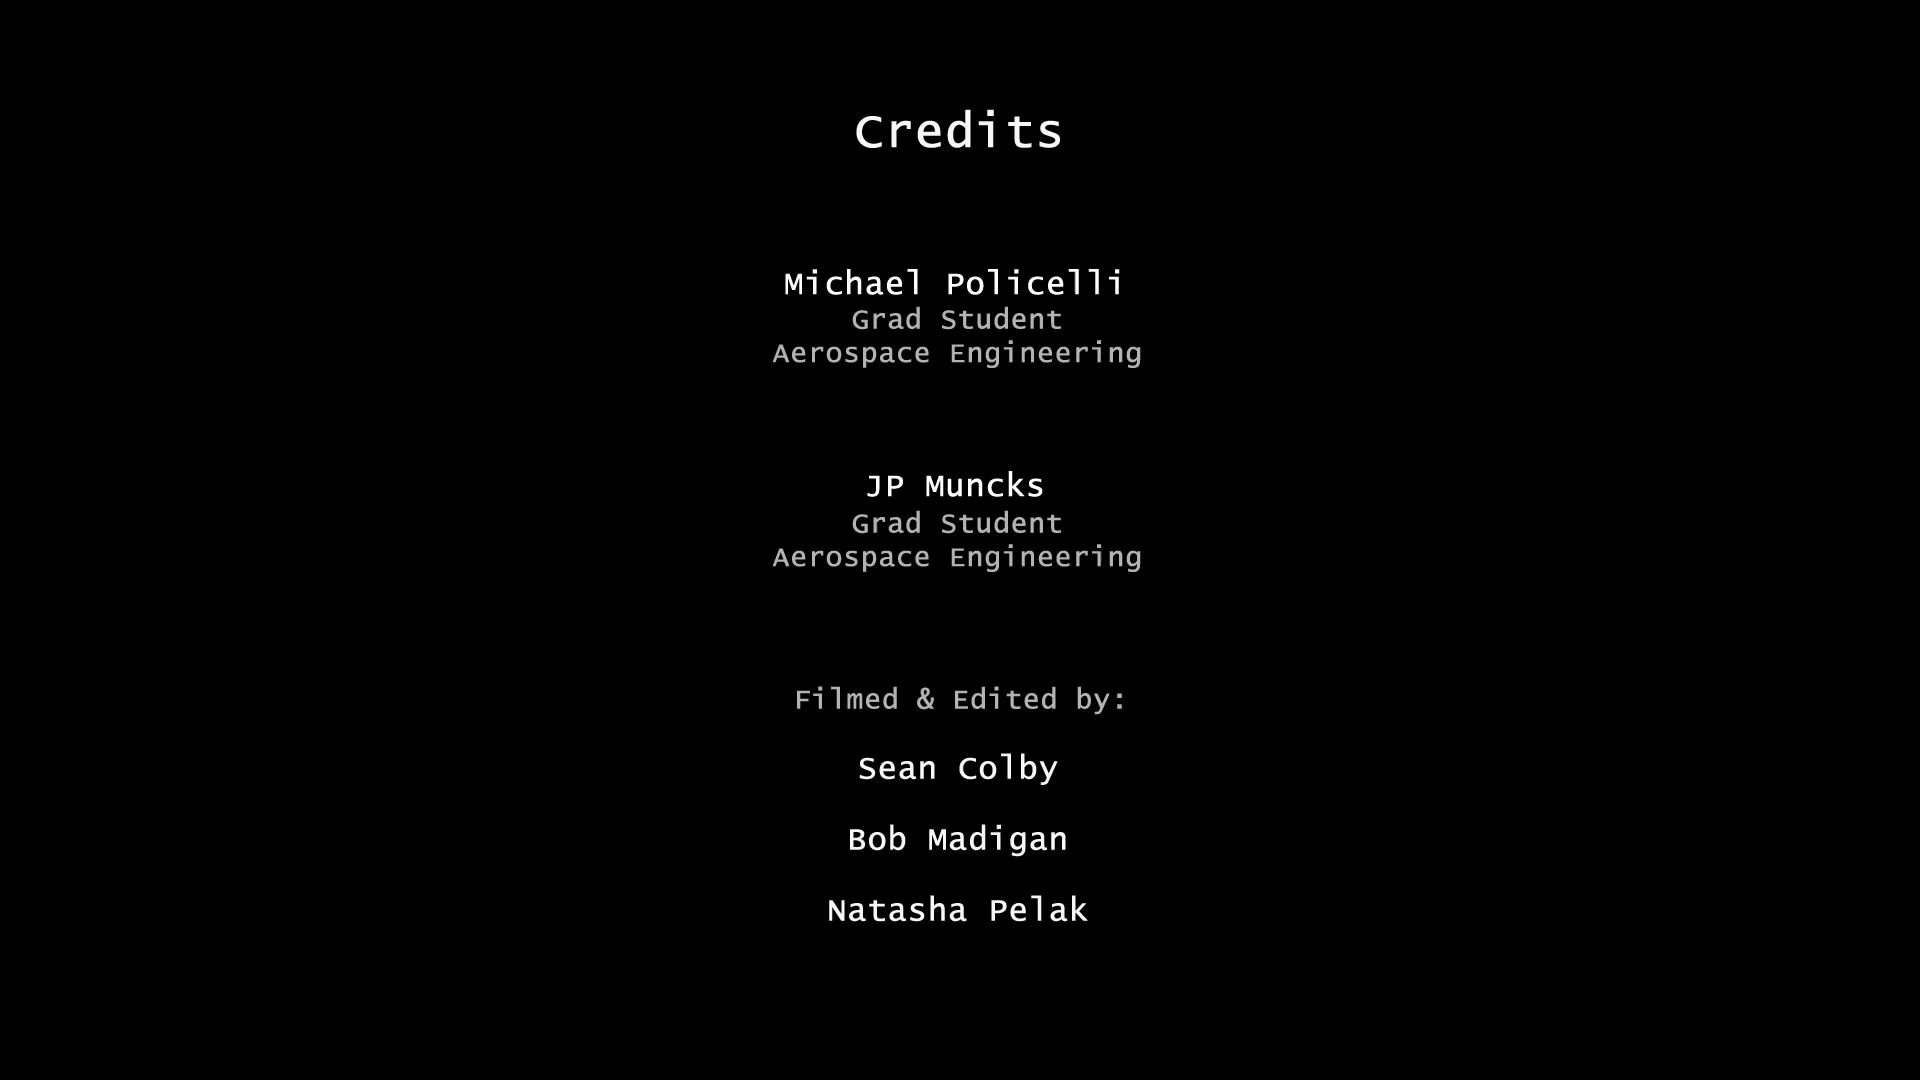 Credits
Michael Policelli
Grad Student
Aerospace Engineering
JP Muncks
Grad Student
Aerospace Engineering
Filmed & Edited by:
Sean Colby
Bob Madigan
Natasha Pelak